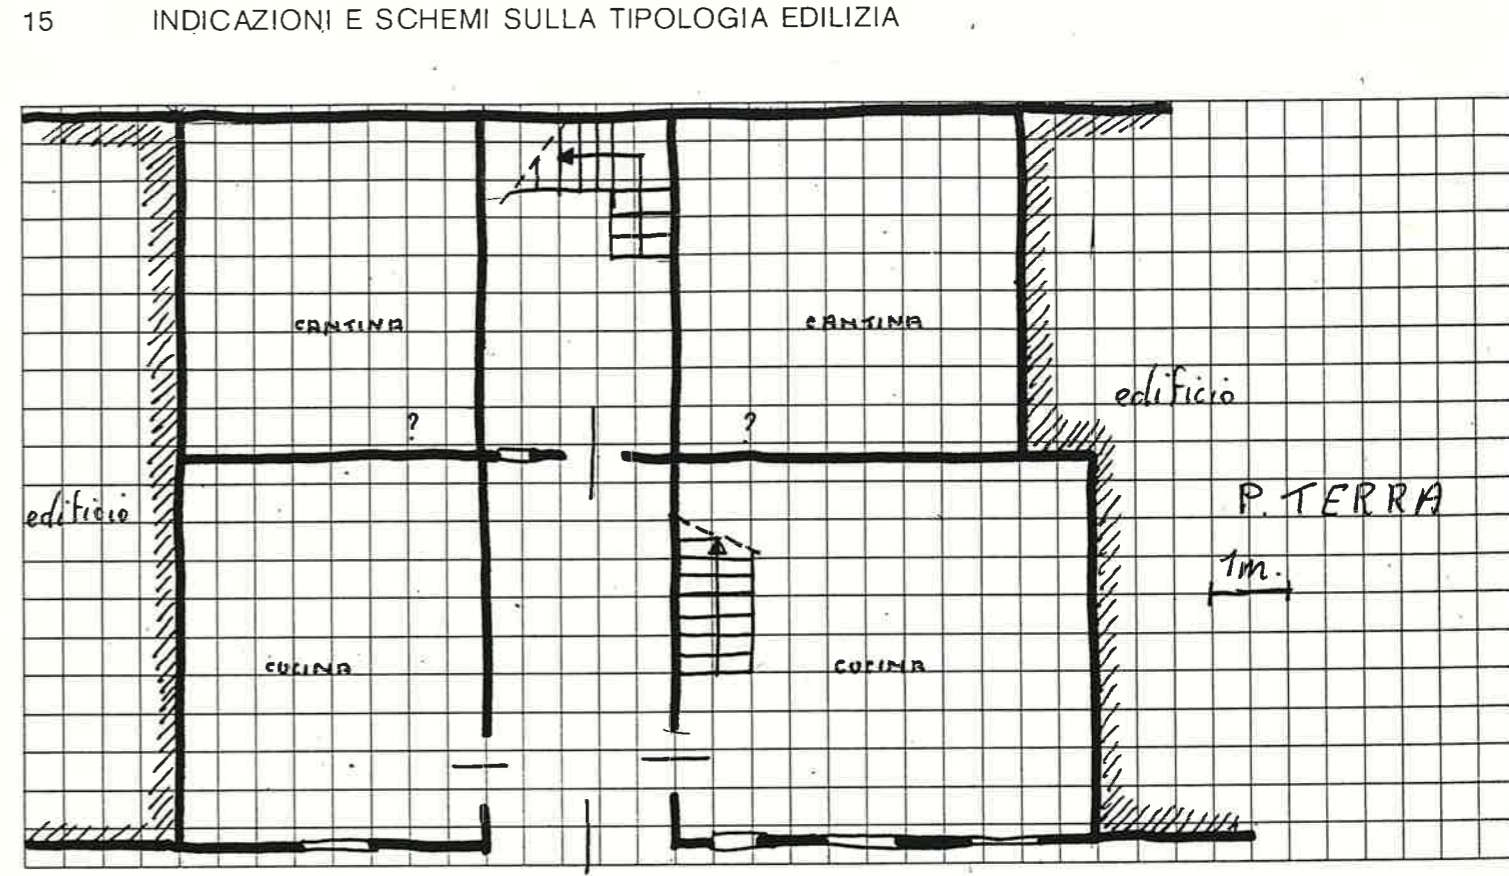 15 INDICAZIONI E SCHEMI SULLA TIPOLOGIA EDILIZIA
CANTINA
CANTINA
edificio
?
?
P. TERRA
edificio
1m.
CUCINA
CUCINA